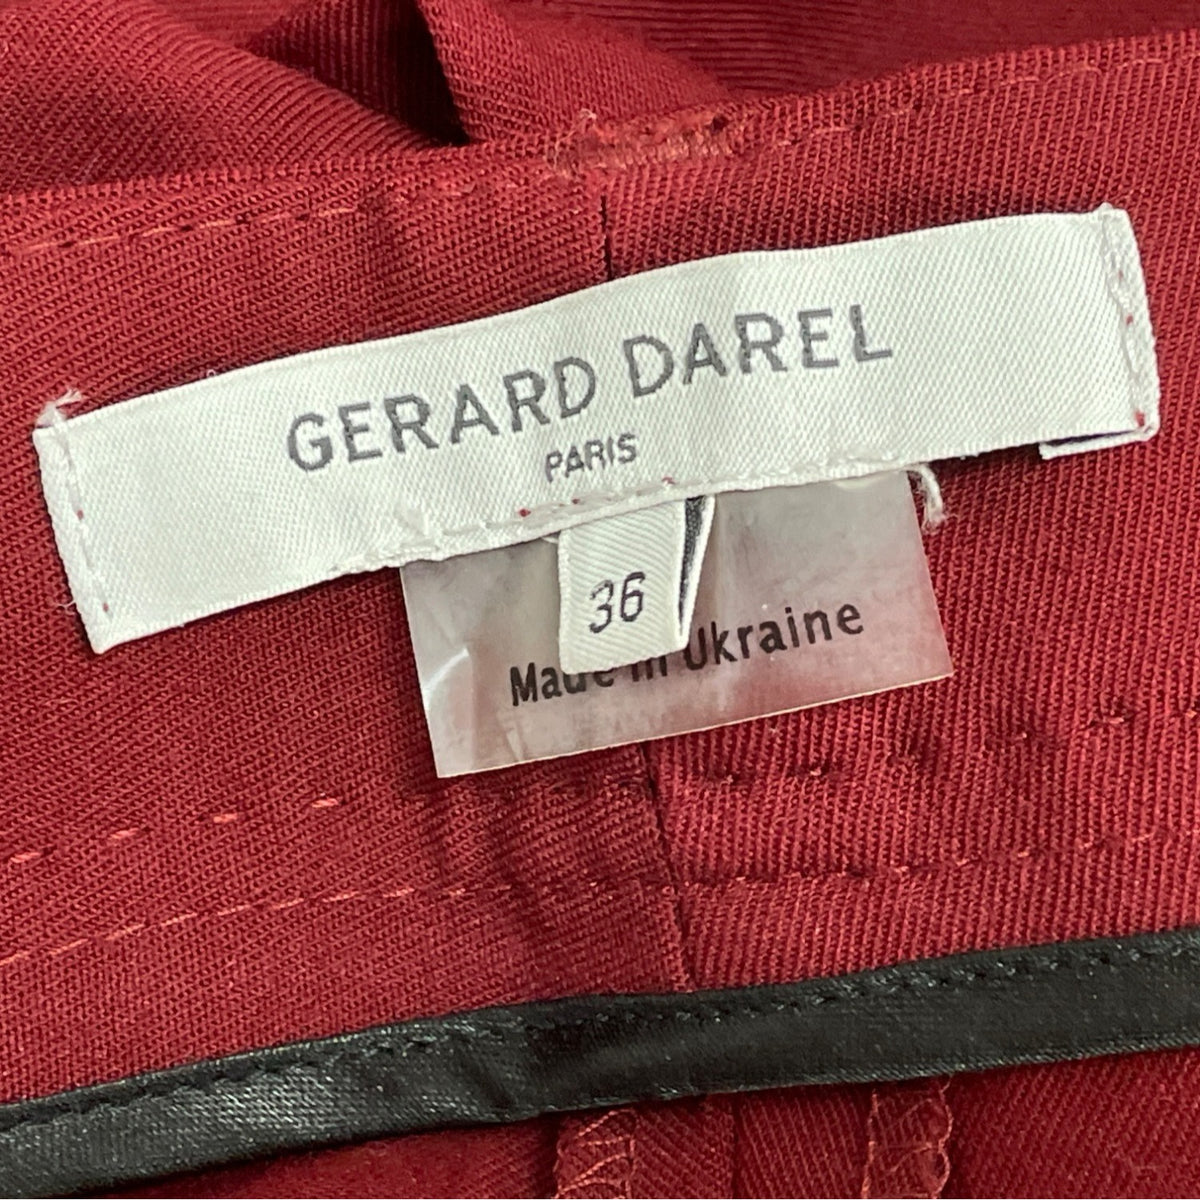 GERARD DAREL
PARIS
36
Made in Ukraine